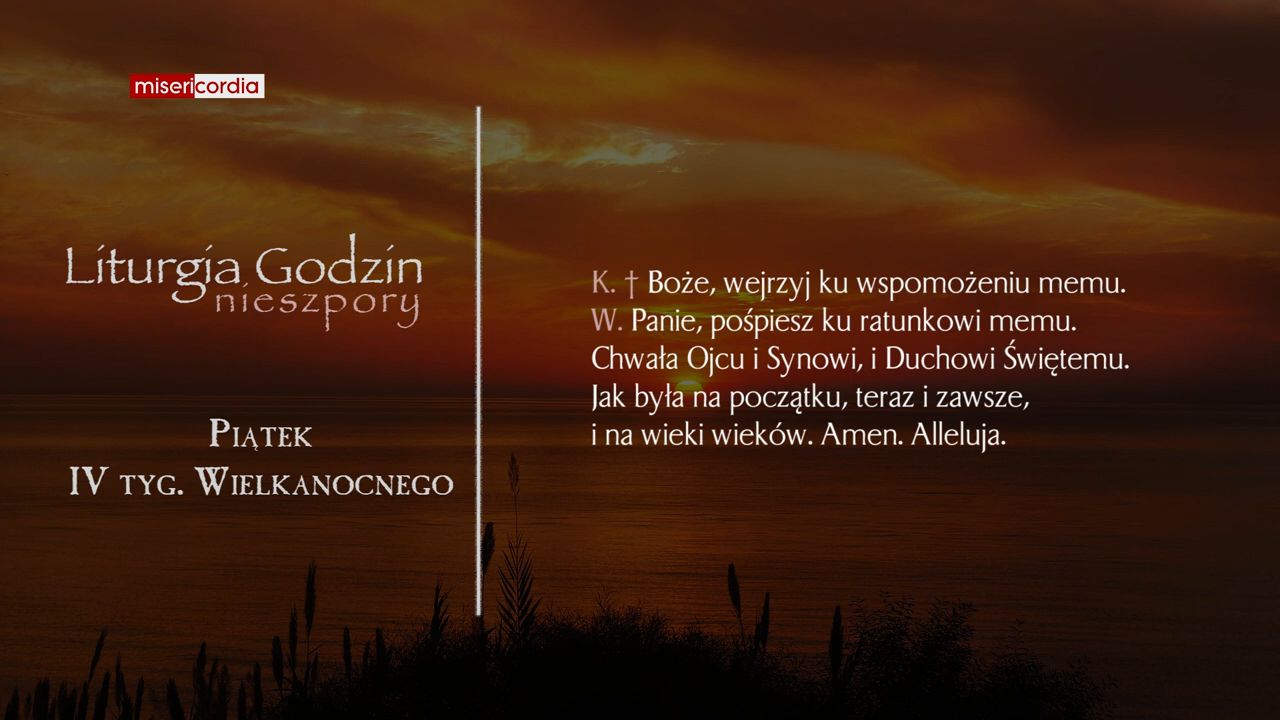 misericordia
Liturgia Godzin
nieszpory
Piątek
IV tyg. Wielkanocnego
K. † Boże, wejrzyj ku wspomożeniu memu.
W. Panie, pośpiesz ku ratunkowi memu.
Chwała Ojcu i Synowi, i Duchowi Świętemu.
Jak była na początku, teraz i zawsze,
i na wieki wieków. Amen. Alleluja.